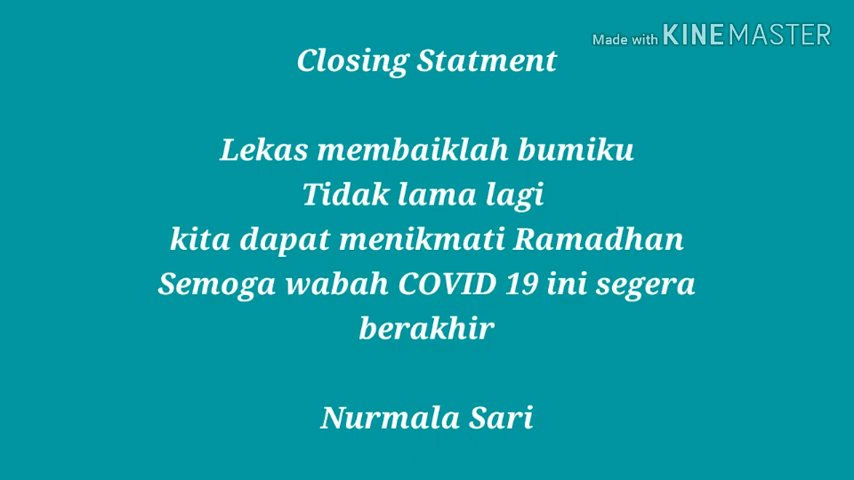 Made with KINEMASTER
Closing Statment
Lekas membaiklah bumiku
Tidak lama lagi
kita dapat menikmati Ramadhan
Semoga wabah COVID 19 ini segera
berakhir
Nurmala Sari